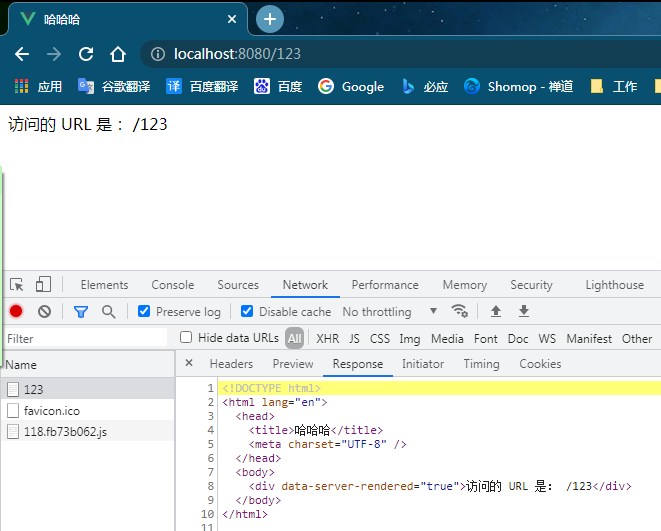 哈哈哈
localhost:8080/123
应用 谷歌翻译 译 百度翻译 百度 Google 必应 Shomop - 禅道 工作
访问的 URL 是： /123
Elements Console Sources Network Performance Memory Security Lighthouse
Preserve log Disable cache No throttling
Filter Hide data URLs All XHR JS CSS Img Media Font Doc WS Manifest Other
Name Headers Preview Response Initiator Timing Cookies
123
favicon.ico
118.fb73b062.js
1 <!DOCTYPE html>
2 <html lang="en">
3 <head>
4 <title>哈哈哈</title>
5 <meta charset="UTF-8" />
6 </head>
7 <body>
8 <div data-server-rendered="true">访问的 URL 是： /123</div>
9 </body>
10 </html>
11